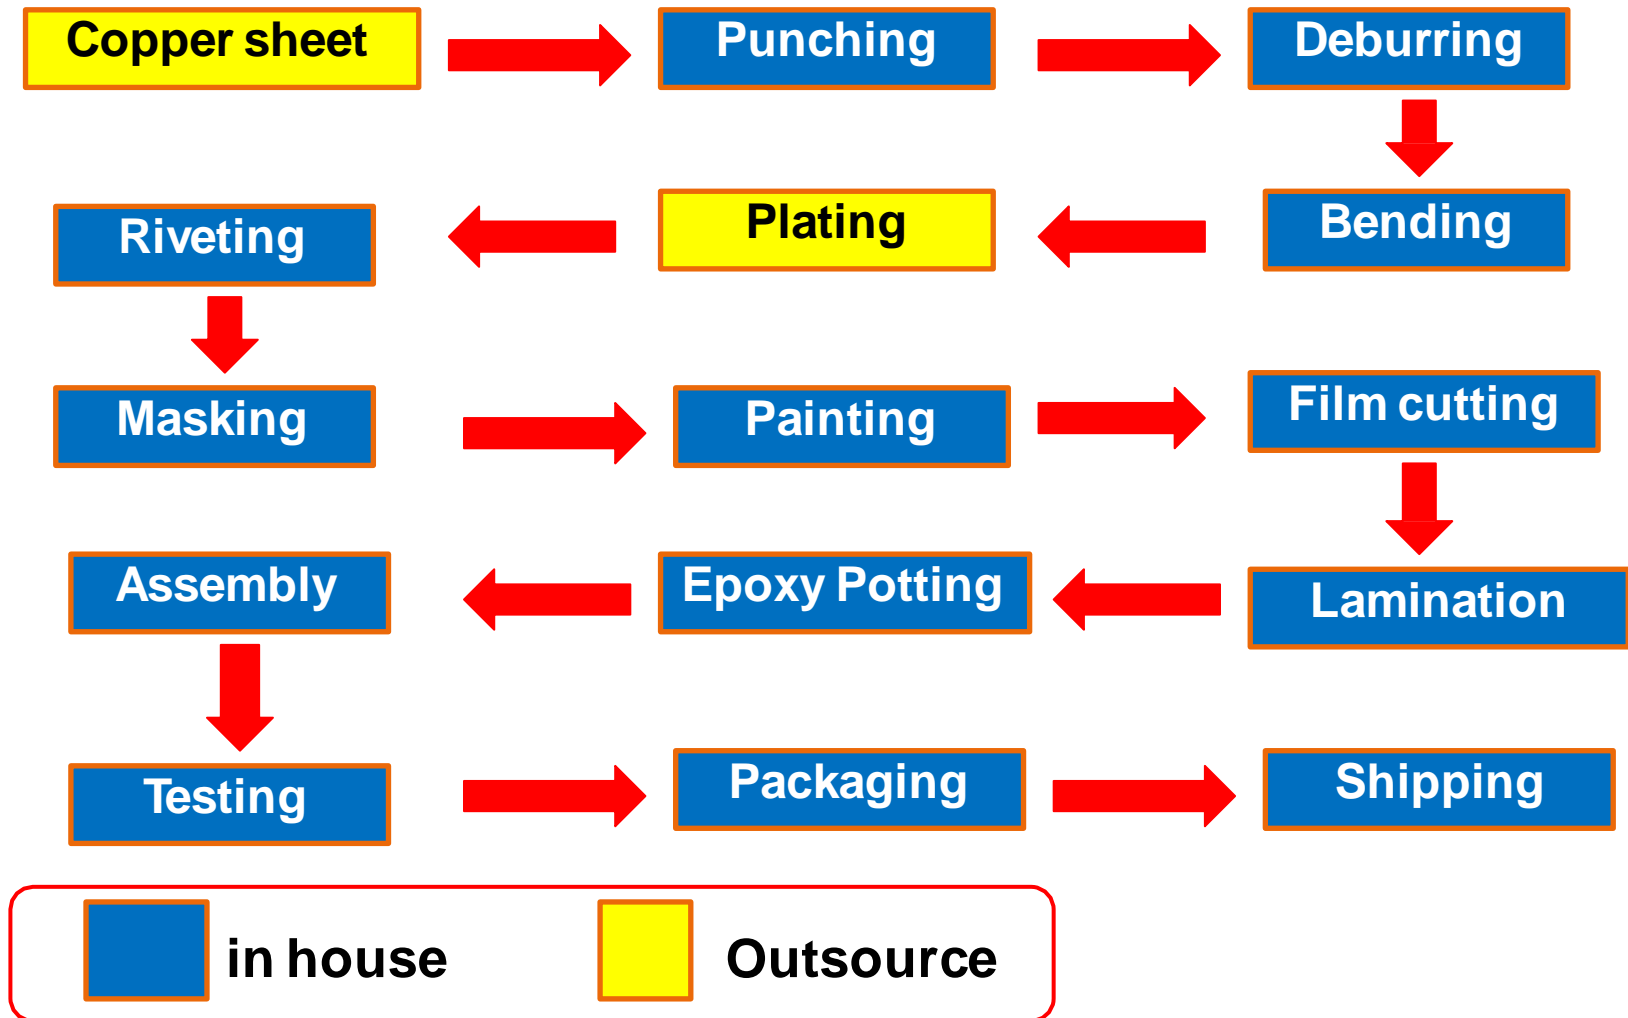 Copper sheet
Punching
Deburring
Riveting
Plating
Bending
Masking
Painting
Film cutting
Assembly
Epoxy Potting
Lamination
Testing
Packaging
Shipping
in house
Outsource